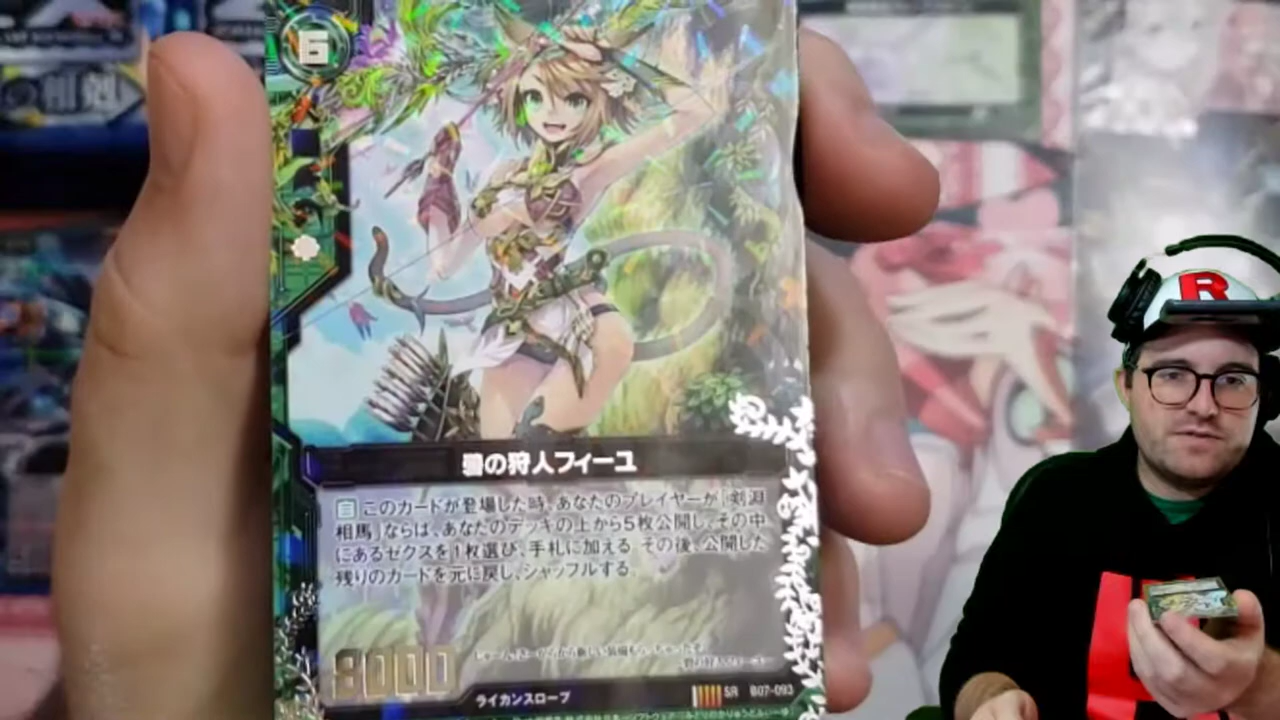 6
碧の狩人フィーユ
このカードが登場した時、あなたのプレイヤーが「剣淵
相馬」ならば、あなたのデッキの上から5枚公開し、その中
にあるゼクスを1枚選び、手札に加える。その後、公開した
残りのカードを元に戻し、シャッフルする。
8000
ライカンスロープ
SR B07-093
R